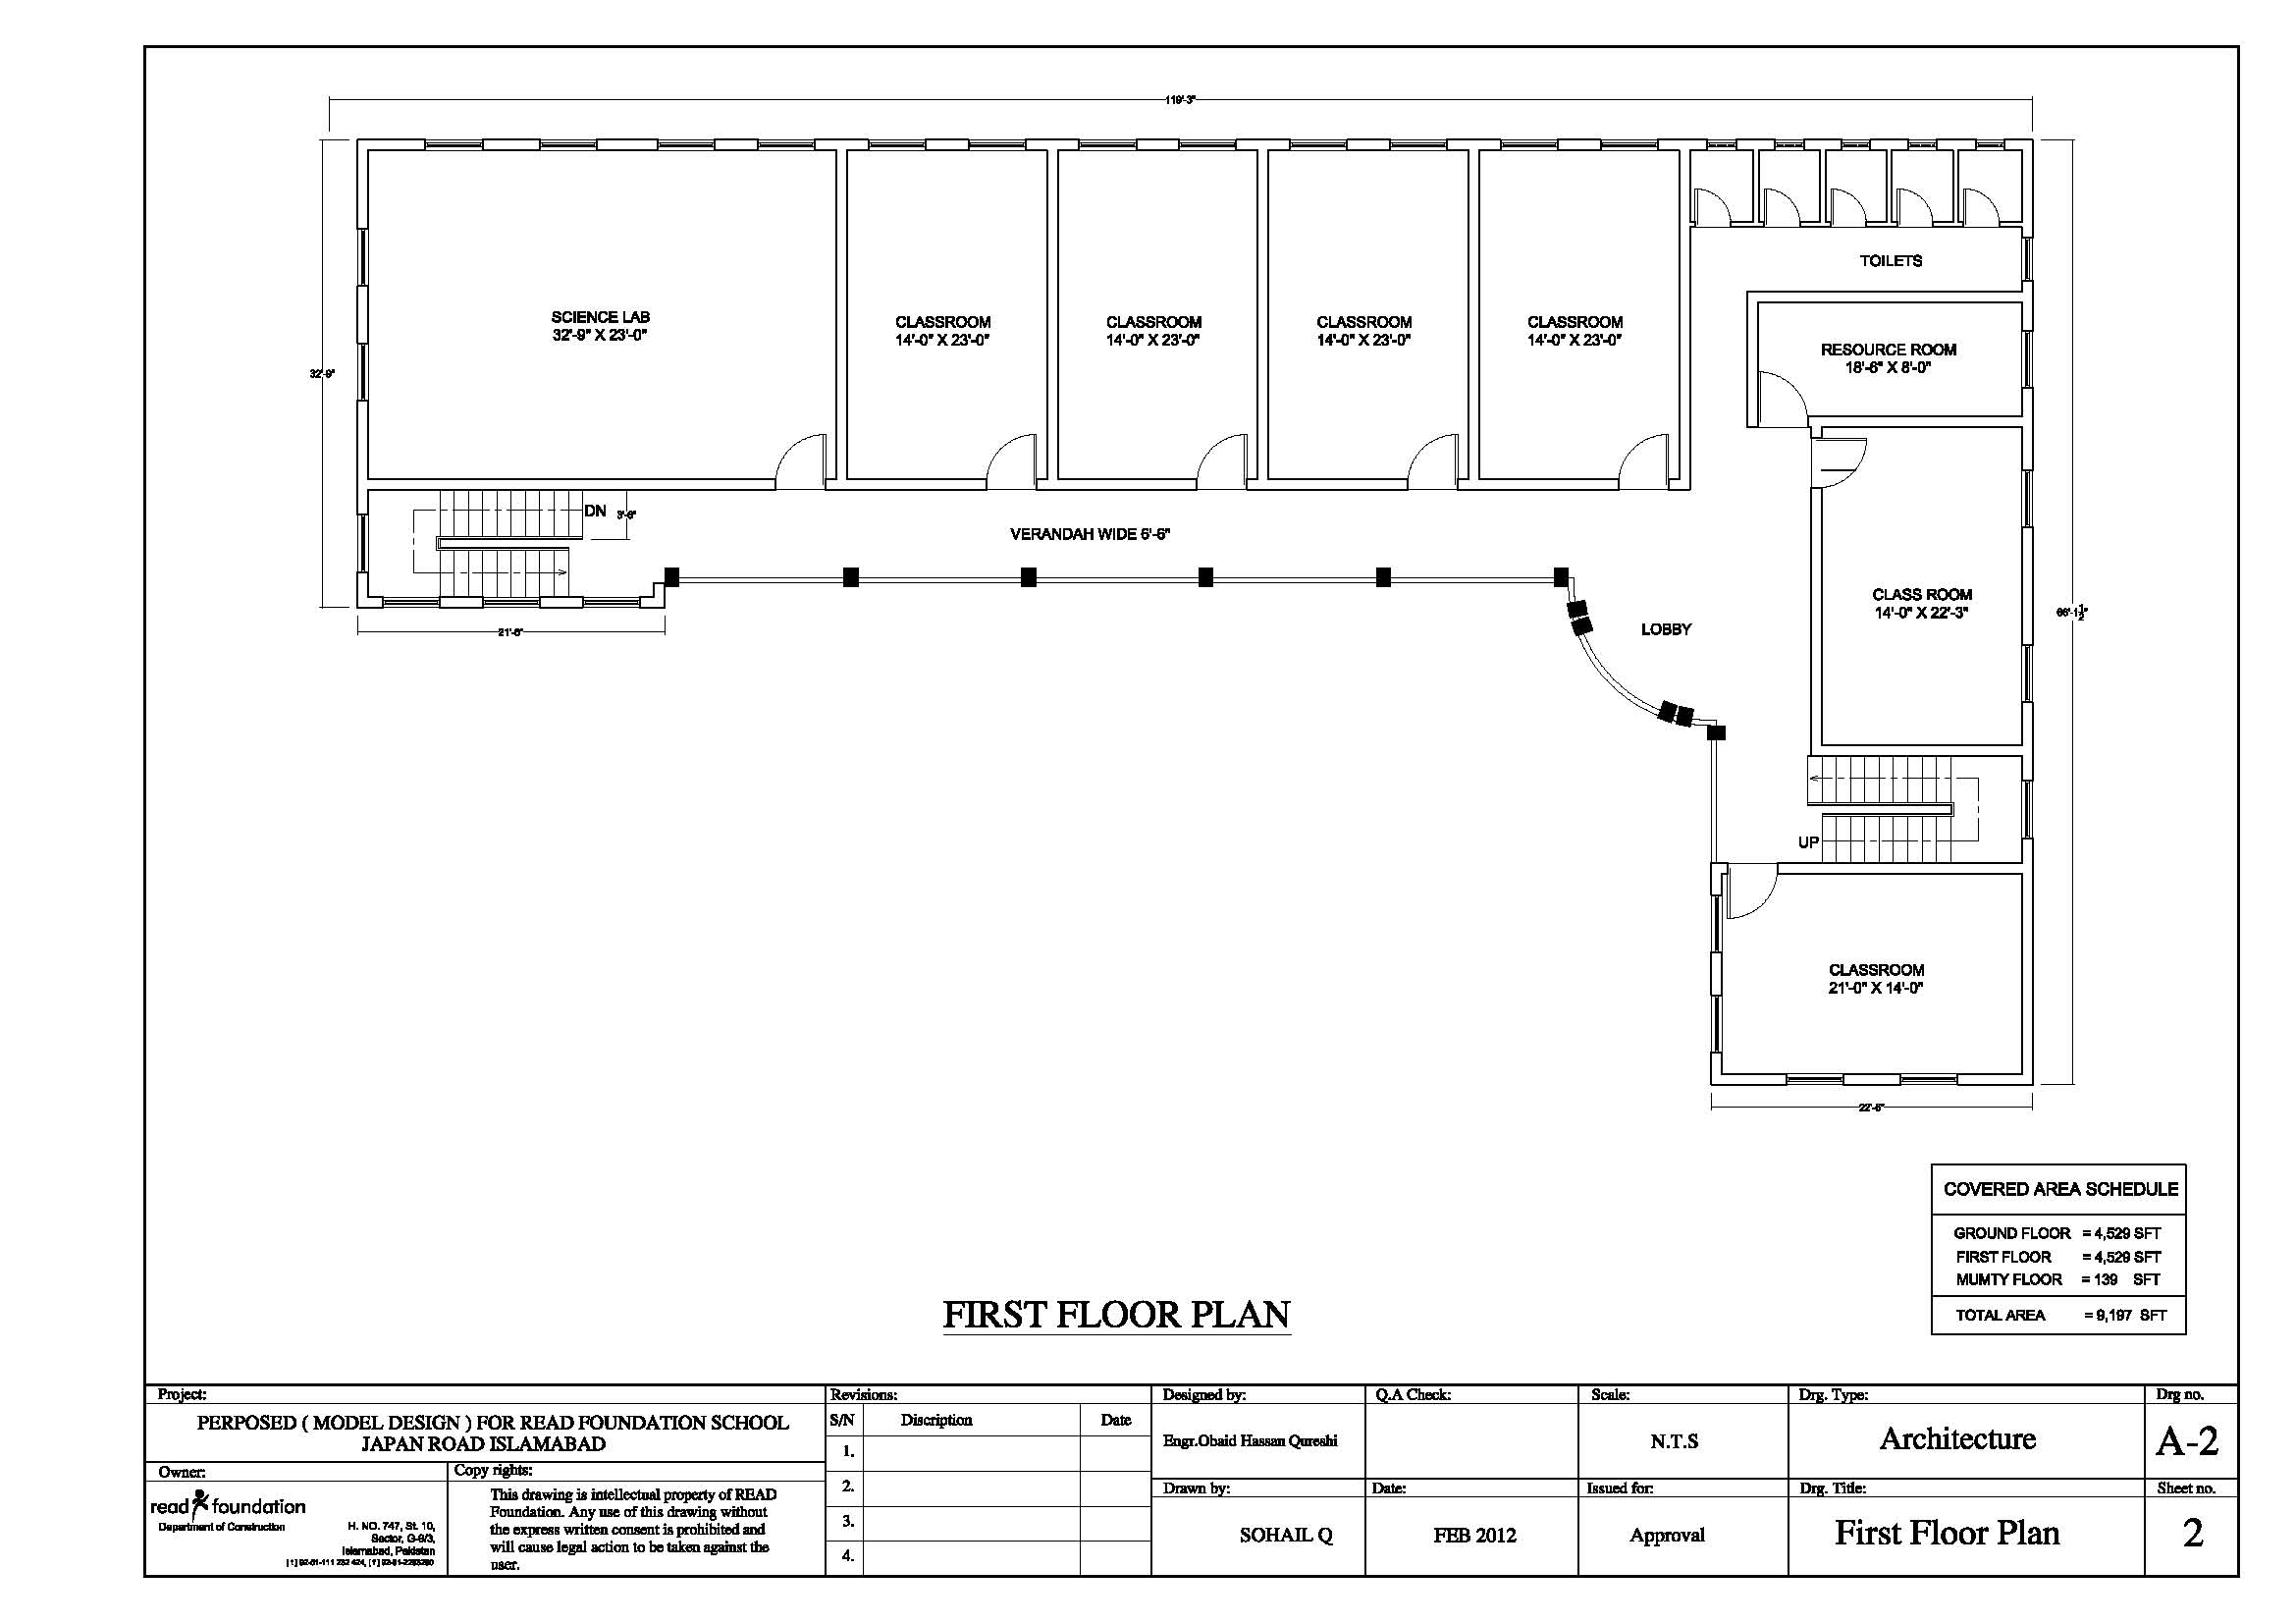 119'-3"
SCIENCE LAB
32'-9" X 23'-0"
CLASSROOM
14'-0" X 23'-0"
CLASSROOM
14'-0" X 23'-0"
CLASSROOM
14'-0" X 23'-0"
CLASSROOM
14'-0" X 23'-0"
TOILETS
RESOURCE ROOM
18'-6" X 8'-0"
32'-9"
DN
3'-6"
VERANDAH WIDE 6'-6"
CLASS ROOM
14'-0" X 22'-3"
66'-1½"
LOBBY
21'-6"
UP
CLASSROOM
21'-0" X 14'-0"
22'-6"
COVERED AREA SCHEDULE
GROUND FLOOR = 4,529 SFT
FIRST FLOOR = 4,529 SFT
MUMTY FLOOR = 139 SFT
TOTAL AREA = 9,197 SFT
FIRST FLOOR PLAN
Project:
PERPOSED ( MODEL DESIGN ) FOR READ FOUNDATION SCHOOL
JAPAN ROAD ISLAMABAD
Owner:
read foundation
Department of Construction
H. NO. 747, St. 10,
Sector, G-9/3,
Islamabad, Pakistan
Copy rights:
This drawing is intellectual property of READ
Foundation. Any use of this drawing without
the express written consent is prohibited and
will cause legal action to be taken against the
user.
Revisions:
S/N Discription Date
1.
2.
3.
4.
Designed by:
Engr.Obaid Hassan Qureshi
Q.A Check:
Scale:
N.T.S
Drg. Type:
Architecture
Drg no.
A-2
Drawn by:
SOHAIL Q
Date:
FEB 2012
Issued for:
Approval
Drg. Title:
First Floor Plan
Sheet no.
2